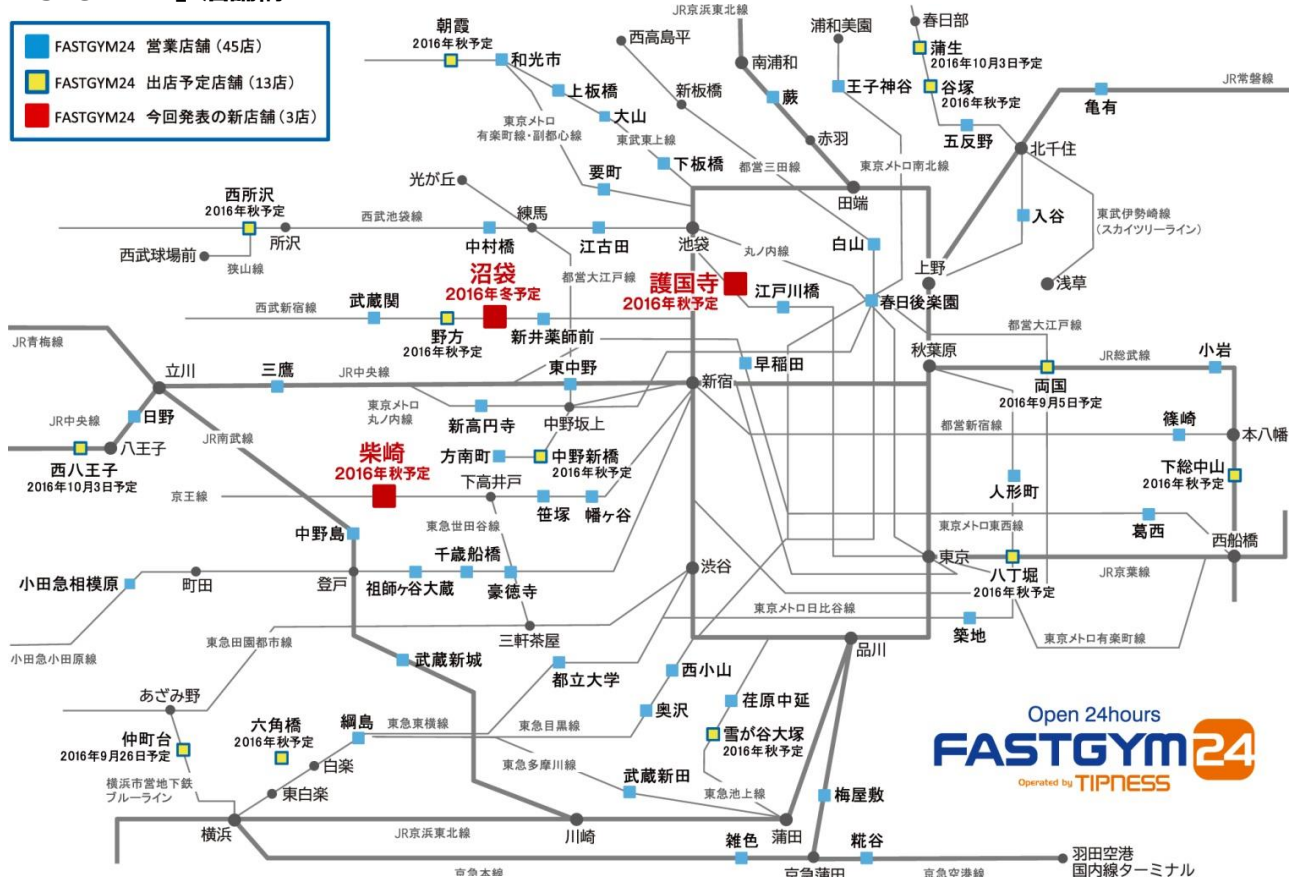 FASTGYM24 営業店舗（45店）
FASTGYM24 出店予定店舗（13店）
FASTGYM24 今回発表の新店舗（3店）
朝霞
2016年秋予定
和光市
上板橋
大山
下板橋
東京メトロ
有楽町線・副都心線
東武東上線
要町
西高島平
新板橋
都営三田線
JR京浜東北線
南浦和
蕨
赤羽
田端
浦和美園
王子神谷
東京メトロ南北線
春日部
蒲生
2016年10月3日予定
谷塚
2016年秋予定
五反野
北千住
亀有
JR常磐線
入谷
東武伊勢崎線
（スカイツリーライン）
浅草
上野
西所沢
2016年秋予定
所沢
西武球場前
狭山線
西武池袋線
光が丘
練馬
中村橋
江古田
池袋
丸ノ内線
白山
都営大江戸線
沼袋
2016年冬予定
護国寺
2016年秋予定
江戸川橋
春日後楽園
武蔵関
西武新宿線
野方
2016年秋予定
新井薬師前
早稲田
秋葉原
都営大江戸線
JR総武線
両国
2016年9月5日予定
小岩
JR青梅線
立川
三鷹
JR中央線
東中野
新宿
JR中央線
日野
八王子
西八王子
2016年10月3日予定
JR南武線
東京メトロ
丸ノ内線
新高円寺
中野坂上
方南町
中野新橋
2016年秋予定
都営新宿線
篠崎
本八幡
下総中山
2016年秋予定
人形町
柴崎
2016年秋予定
京王線
下高井戸
笹塚
幡ヶ谷
東急世田谷線
東京メトロ東西線
葛西
西船橋
中野島
小田急相模原
町田
登戸
祖師ヶ谷大蔵
千歳船橋
豪徳寺
渋谷
東京
八丁堀
2016年秋予定
JR京葉線
小田急小田原線
東急田園都市線
三軒茶屋
東京メトロ日比谷線
築地
東京メトロ有楽町線
品川
武蔵新城
都立大学
西小山
奥沢
荏原中延
雪が谷大塚
2016年秋予定
あざみ野
仲町台
2016年9月26日予定
六角橋
2016年秋予定
綱島
東急東横線
東急目黒線
白楽
東白楽
横浜市営地下鉄
ブルーライン
東急多摩川線
武蔵新田
東急池上線
梅屋敷
横浜
JR京浜東北線
川崎
蒲田
雑色
京急蒲田
糀谷
京急本線
京急空港線
羽田空港
国内線ターミナル
Open 24hours
FASTGYM24
Operated by TIPNESS